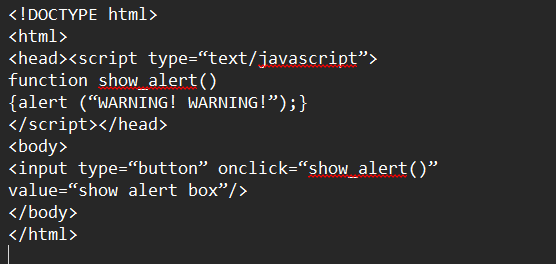 <!DOCTYPE html>
<html>
<head><script type=“text/javascript”>
function show_alert()
{alert (“WARNING! WARNING!”);}
</script></head>
<body>
<input type=“button” onclick=“show_alert()”
value=“show alert box”/>
</body>
</html>